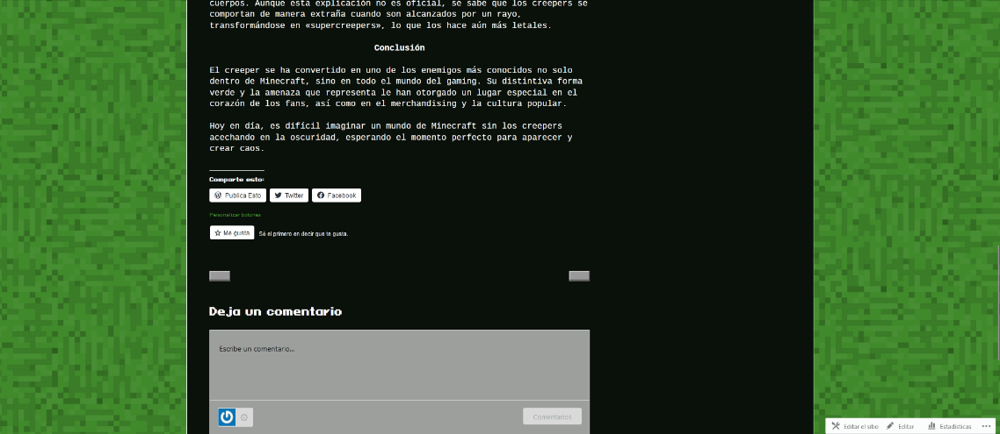 cuerpos. Aunque esta explicación no es oficial, se sabe que los creepers se
comportan de manera extraña cuando son alcanzados por un rayo,
transformándose en «supercreepers», lo que los hace aún más letales.
Conclusión
El creeper se ha convertido en uno de los enemigos más conocidos no solo
dentro de Minecraft, sino en todo el mundo del gaming. Su distintiva forma
verde y la amenaza que representa le han otorgado un lugar especial en el
corazón de los fans, así como en el merchandising y la cultura popular.
Hoy en día, es difícil imaginar un mundo de Minecraft sin los creepers
acechando en la oscuridad, esperando el momento perfecto para aparecer y
crear caos.
Comparte esto:
Publica Esto Twitter Facebook
Personalizar botones
Me gusta Sé el primero en decir que te gusta.
Deja un comentario
Escribe un comentario...
Comentarios
Editar el sitio Editar Estadísticas